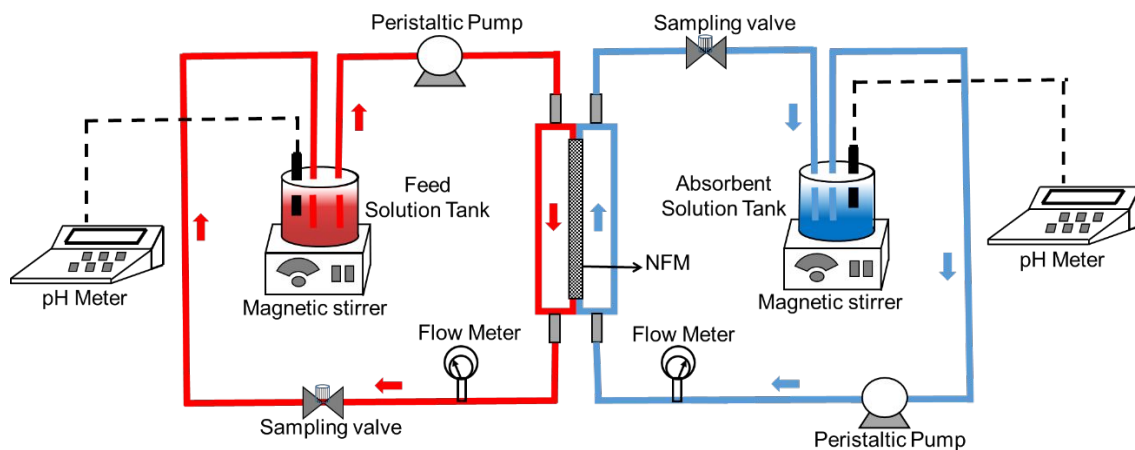 Peristaltic Pump
Sampling valve
Feed
Solution Tank
Absorbent
Solution Tank
NFM
pH Meter
Magnetic stirrer
Magnetic stirrer
pH Meter
Flow Meter
Flow Meter
Sampling valve
Peristaltic Pump